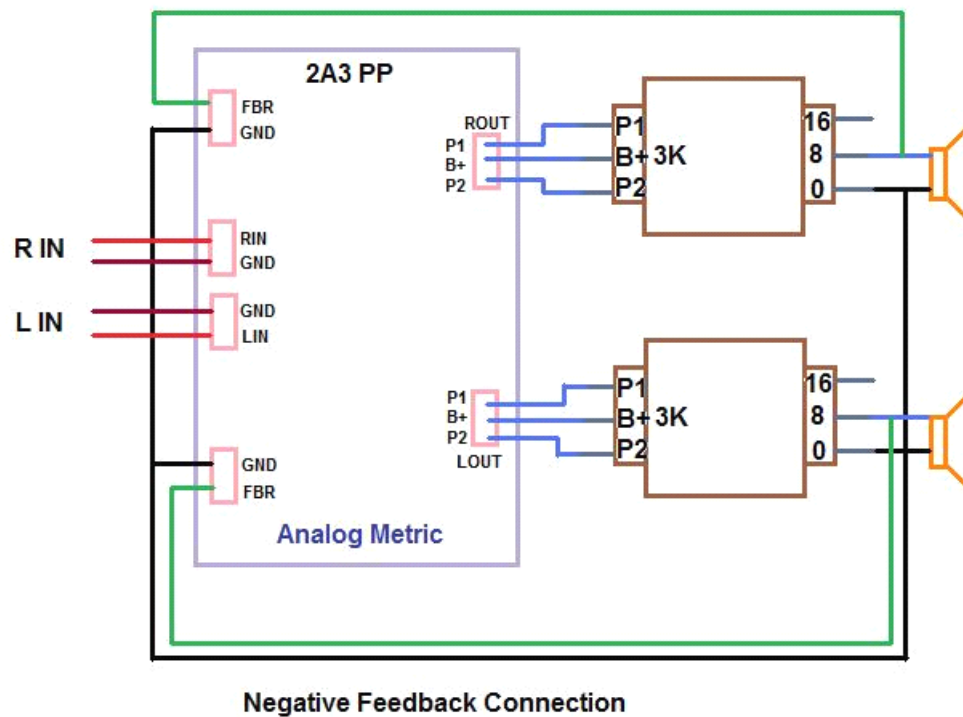 2A3 PP
FBR
GND
ROUT
P1
B+
P2
P1
B+ 3K
P2
16
8
0
R IN
RIN
GND
L IN
GND
LIN
P1
B+
P2
LOUT
P1
B+ 3K
P2
16
8
0
GND
FBR
Analog Metric
Negative Feedback Connection